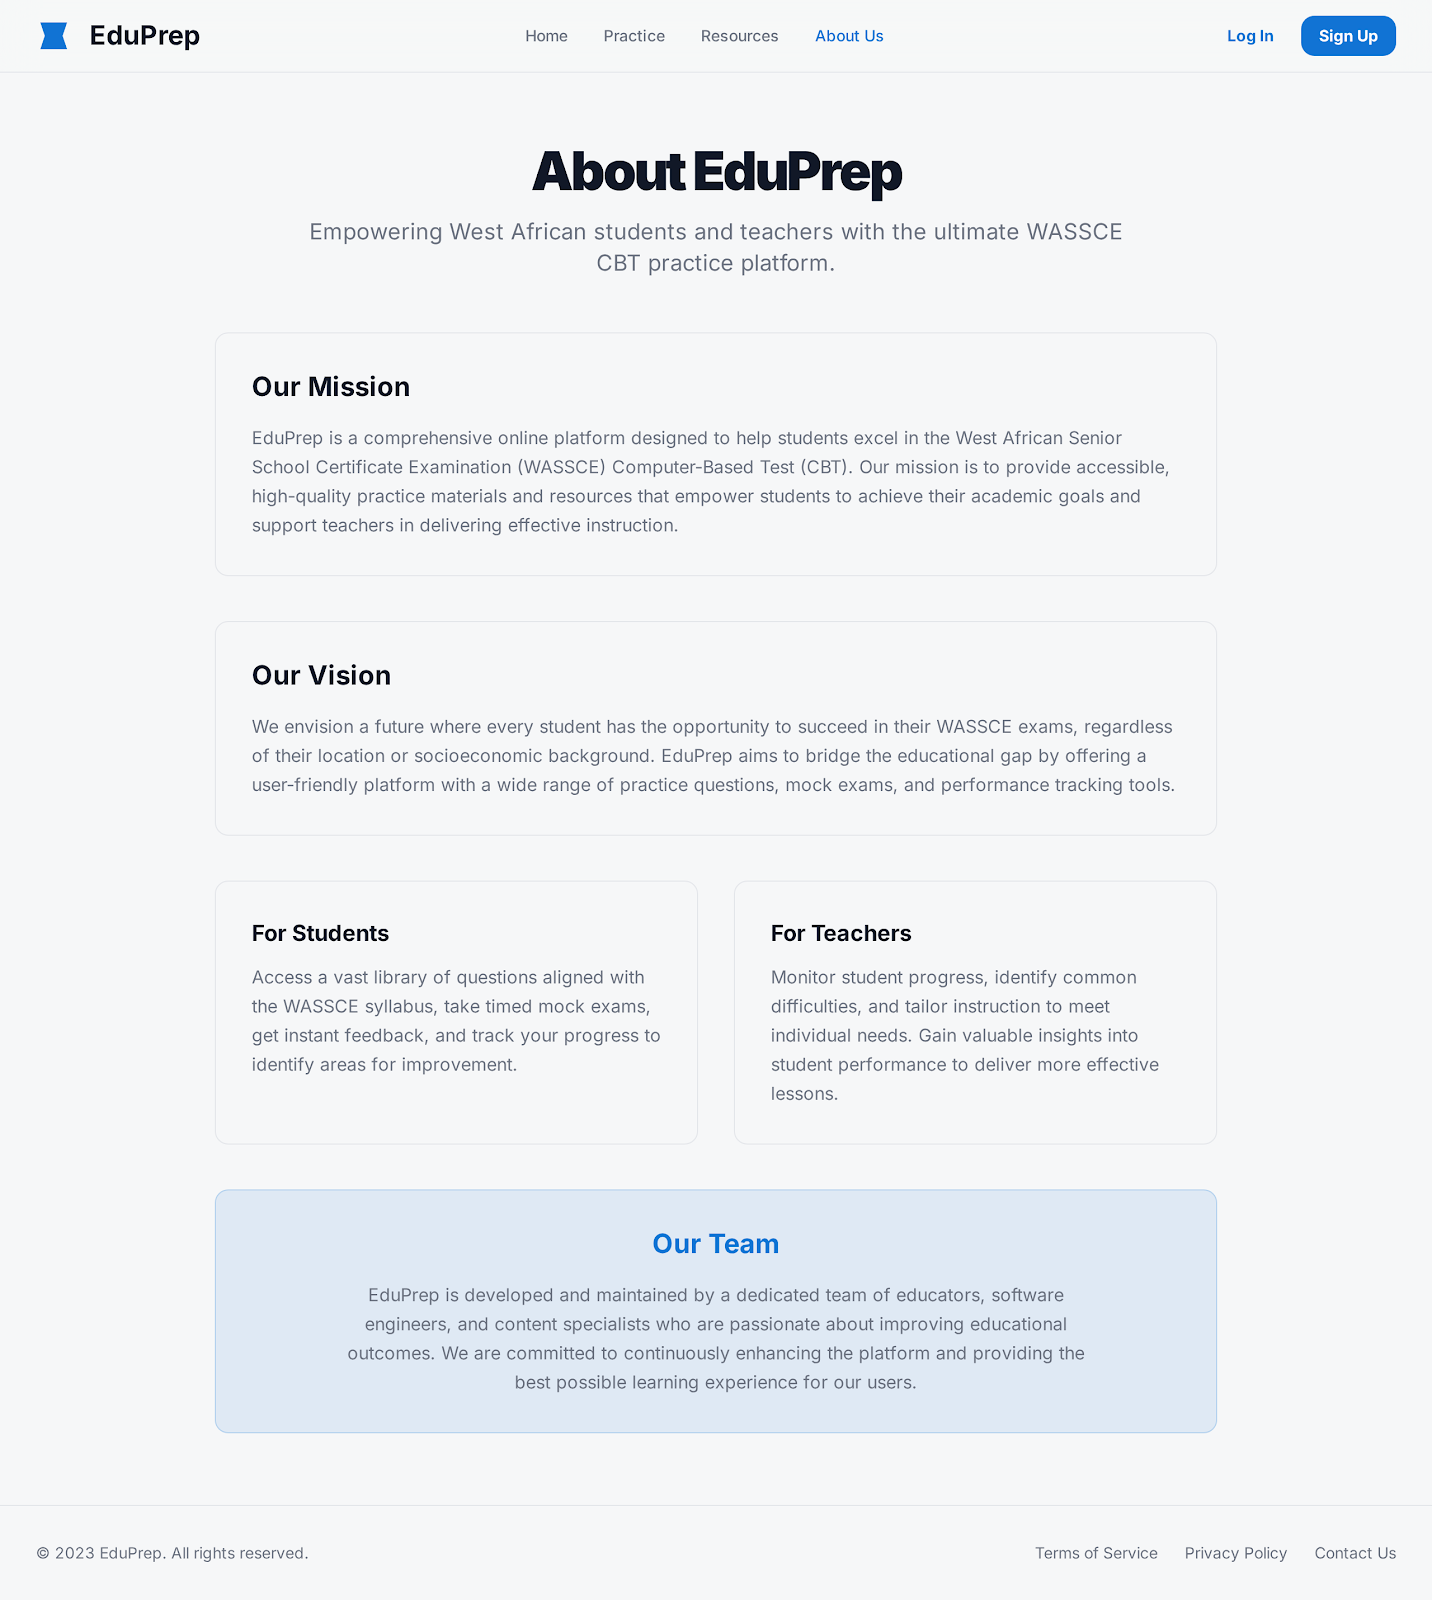 EduPrep
Home
Practice
Resources
About Us
Log In
Sign Up
About EduPrep
Empowering West African students and teachers with the ultimate WASSCE
CBT practice platform.
Our Mission
EduPrep is a comprehensive online platform designed to help students excel in the West African Senior
School Certificate Examination (WASSCE) Computer-Based Test (CBT). Our mission is to provide accessible,
high-quality practice materials and resources that empower students to achieve their academic goals and
support teachers in delivering effective instruction.
Our Vision
We envision a future where every student has the opportunity to succeed in their WASSCE exams, regardless
of their location or socioeconomic background. EduPrep aims to bridge the educational gap by offering a
user-friendly platform with a wide range of practice questions, mock exams, and performance tracking tools.
For Students
Access a vast library of questions aligned with
the WASSCE syllabus, take timed mock exams,
get instant feedback, and track your progress to
identify areas for improvement.
For Teachers
Monitor student progress, identify common
difficulties, and tailor instruction to meet
individual needs. Gain valuable insights into
student performance to deliver more effective
lessons.
Our Team
EduPrep is developed and maintained by a dedicated team of educators, software
engineers, and content specialists who are passionate about improving educational
outcomes. We are committed to continuously enhancing the platform and providing the
best possible learning experience for our users.
© 2023 EduPrep. All rights reserved.
Terms of Service
Privacy Policy
Contact Us